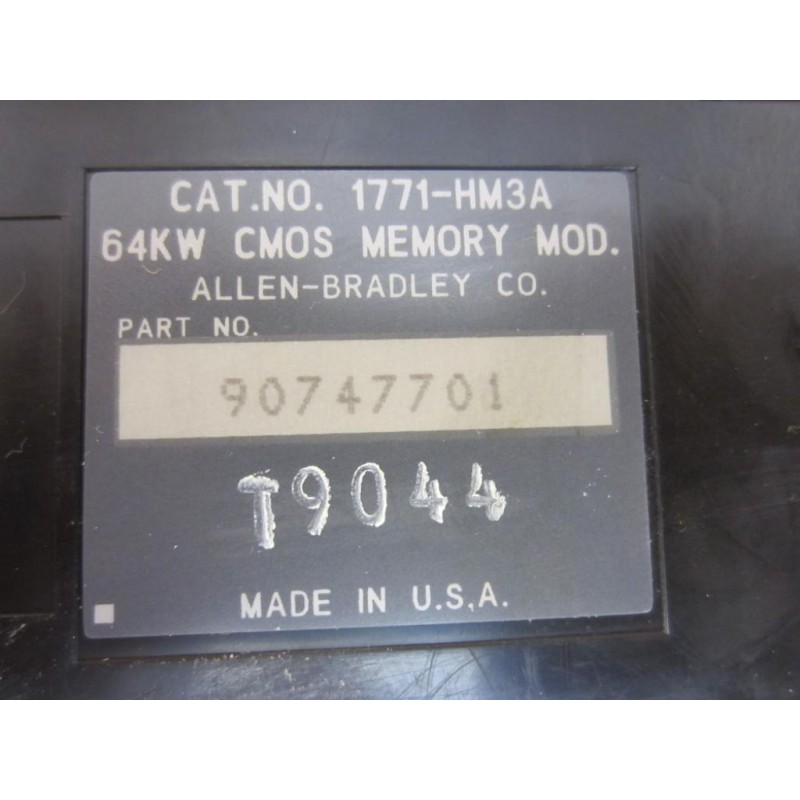 CAT.NO. 1771-HM3A
64KW CMOS MEMORY MOD.
ALLEN-BRADLEY CO.
PART NO.
90747701
T9044
MADE IN U.S.A.